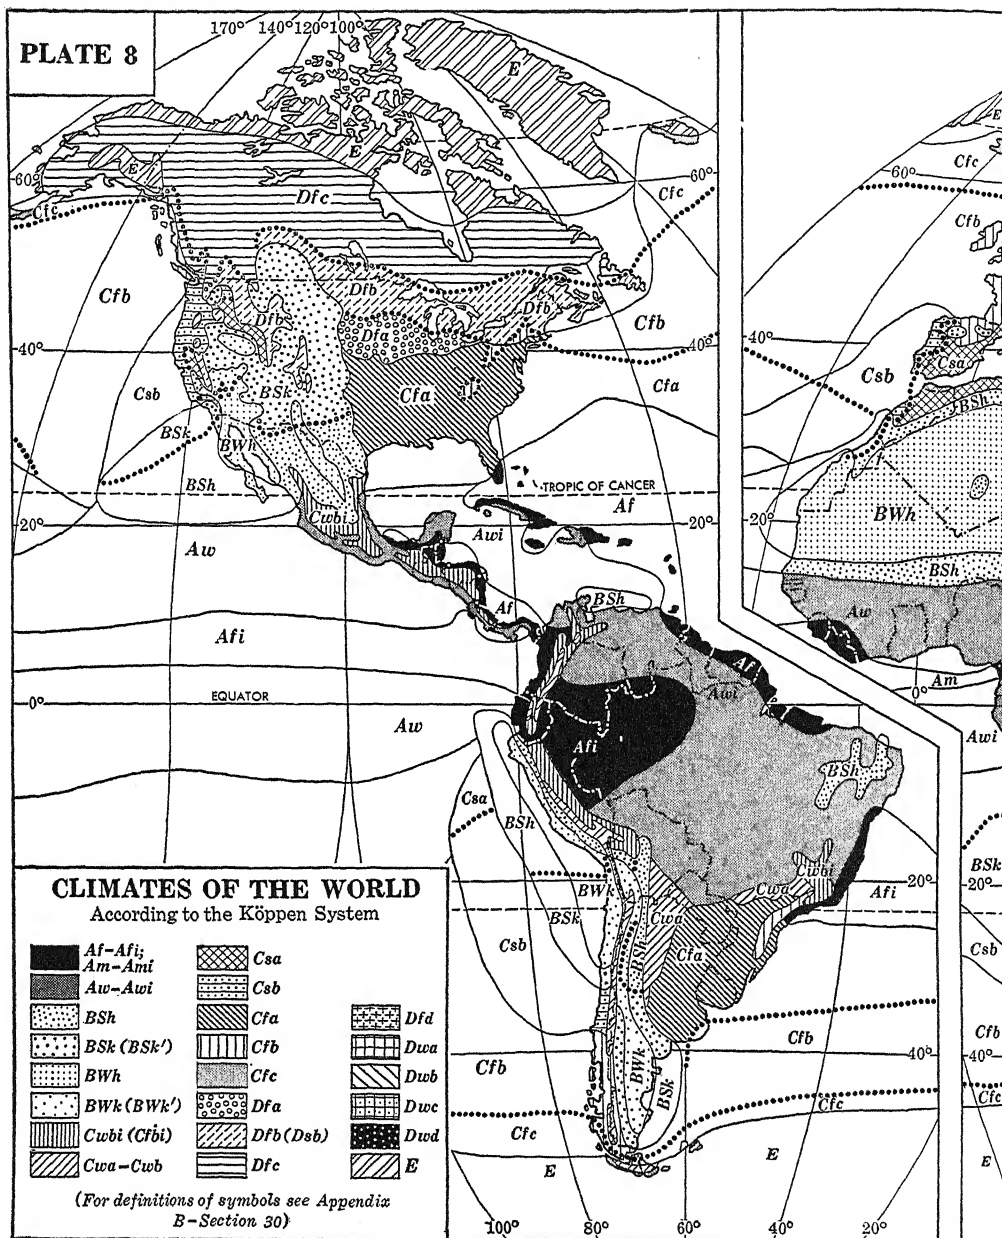 PLATE 8
170° 140° 120° 100°
E
E
E
E
60°
60°
60°
Cfc
Cfc
Cfc
Dfc
Cfb
Cfb
Cfb
Dfb
Dfb
Dfb
Dfa
40°
40°
40°
Csb
Csb
Csa
Cfa
Cfa
BSk
BSk
BWh
BSh
BSh
BWh
TROPIC OF CANCER
Af
20°
20°
20°
Cwbi
Aw
Awi
BSh
BSh
Aw
Af
Afi
Af
Awi
Am
EQUATOR
0°
0°
Aw
Afi
Awi
BSh
Csa
BSh
Cwbi
BSk
BWk
Cwa
20°
20°
Afi
BSk
Cwa
Csb
Csb
BSh
Cfa
Cfb
Cfb
Cfb
40°
40°
BWk
BSk
Cfc
Cfc
Cfc
E
E
E
100° 80° 60° 40° 20°
CLIMATES OF THE WORLD
According to the Köppen System
Af–Afi;
Am–Ami
Aw–Awi
BSh
BSk (BSk′)
BWh
BWk (BWk′)
Cwbi (Cfbi)
Cwa–Cwb
Csa
Csb
Cfa
Cfb
Cfc
Dfa
Dfb (Dsb)
Dfc
Dfd
Dwa
Dwb
Dwc
Dwd
E
(For definitions of symbols see Appendix
B–Section 30)